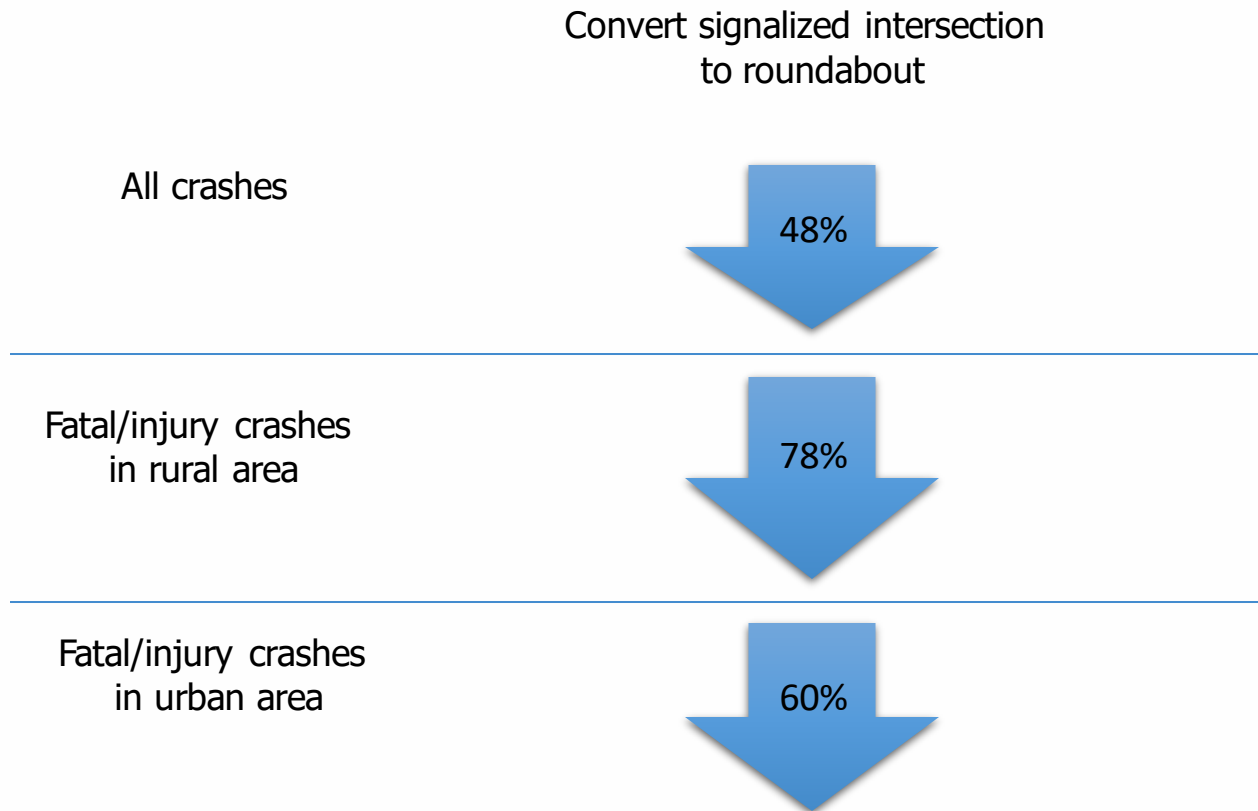 Convert signalized intersection
to roundabout
All crashes
48%
Fatal/injury crashes
in rural area
78%
Fatal/injury crashes
in urban area
60%